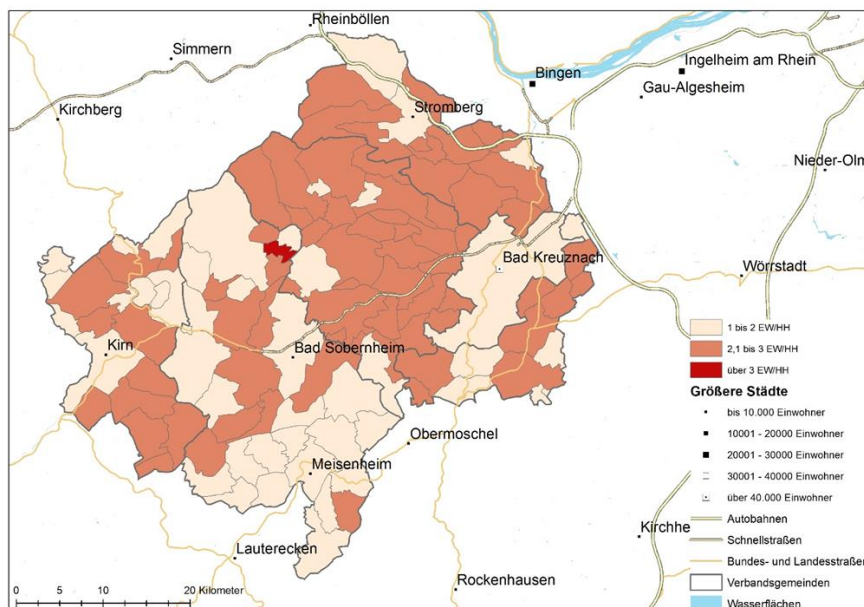 Rheinböllen
Simmern
Ingelheim am Rhein
Bingen
Gau-Algesheim
Kirchberg
Stromberg
Nieder-Olm
Bad Kreuznach
Wörrstadt
Kirn
Bad Sobernheim
Obermoschel
Meisenheim
Lauterecken
Rockenhausen
Kirchhe
1 bis 2 EW/HH
2,1 bis 3 EW/HH
über 3 EW/HH
Größere Städte
bis 10.000 Einwohner
10001 - 20000 Einwohner
20001 - 30000 Einwohner
30001 - 40000 Einwohner
über 40.000 Einwohner
Autobahnen
Schnellstraßen
Bundes- und Landesstraßen
Verbandsgemeinden
Wasserflächen
0 5 10 20 Kilometer